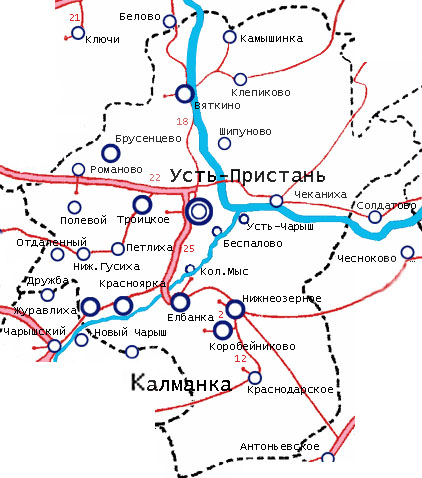 21
Белово
Ключи
Камышинка
Клепиково
Вяткино
18
Шипуново
Брусенцево
Романово
22
Усть-Пристань
Чеканиха
Солдатово
Полевой
Троицкое
Усть-Чарыш
Беспалово
Отдаленный
Петлиха
25
Чесноково
Ниж.Гусиха
Кол.Мыс
Дружба
Красноярка
Нижнеозерное
Журавлиха
Елбанка
2
Чарышский
Новый Чарыш
Коробейниково
12
Калманка
Краснодарское
Антоньевское